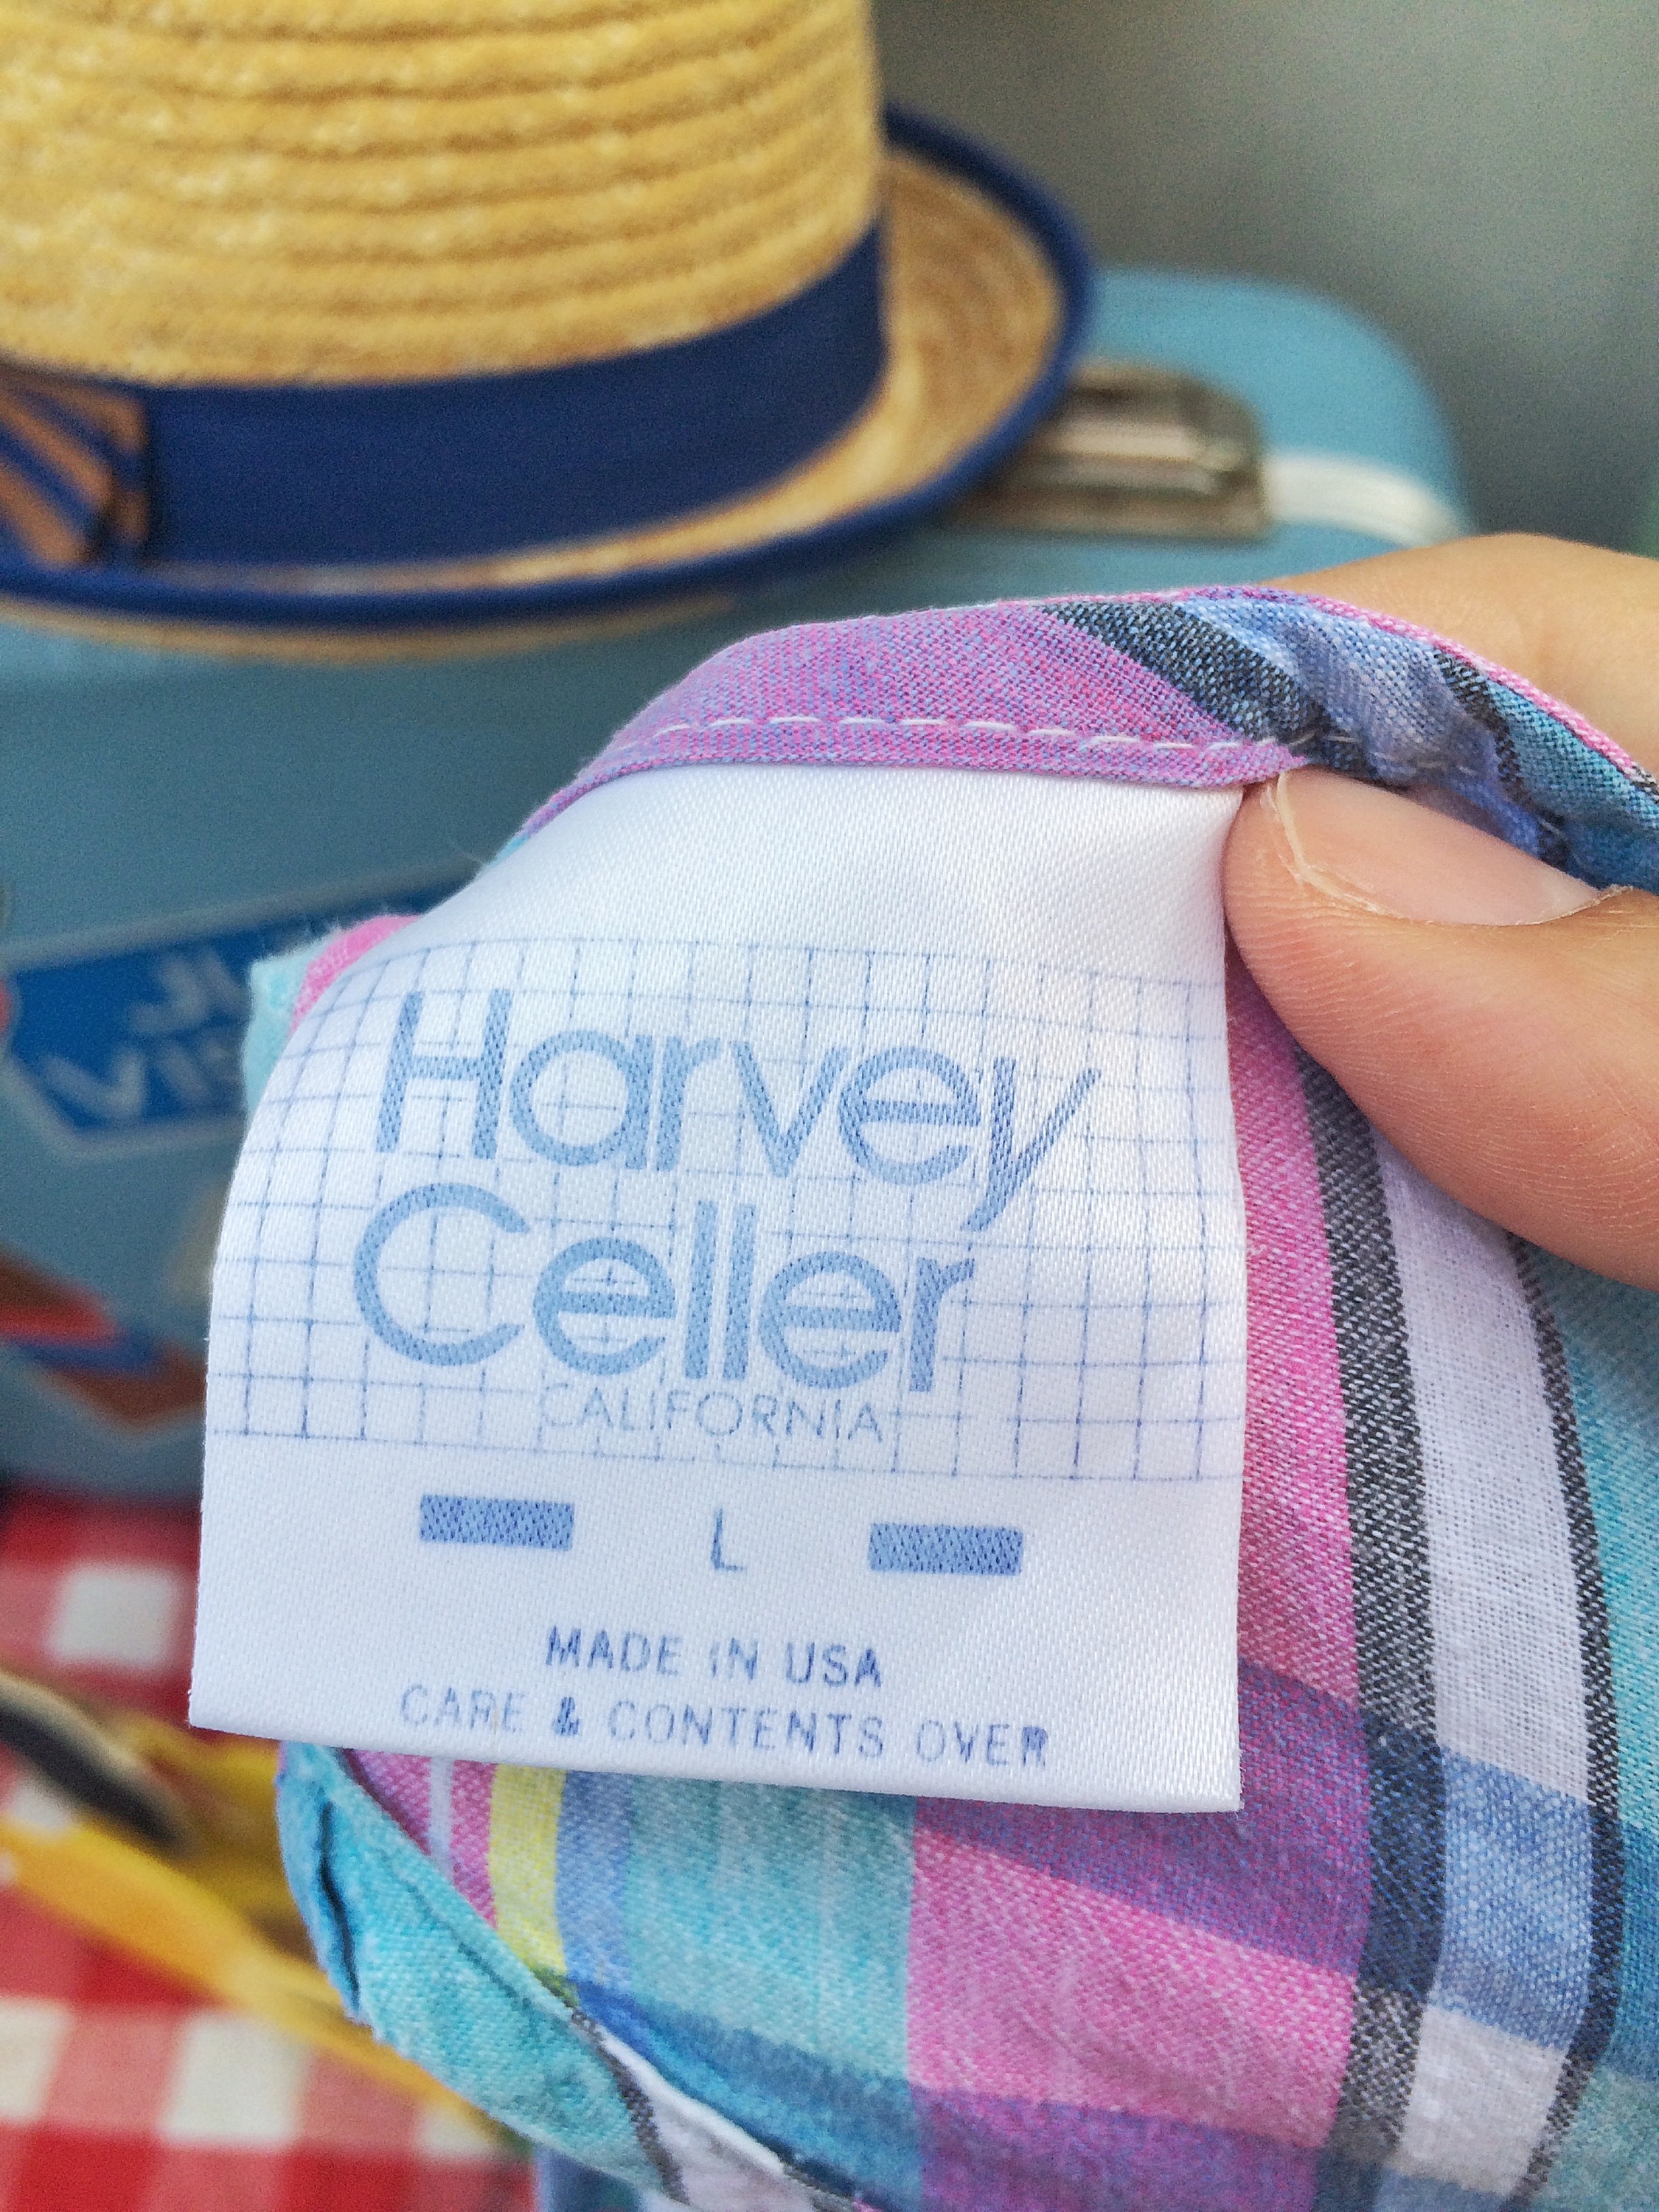 Harvey
Celler
CALIFORNIA
L
MADE IN USA
CARE & CONTENTS OVER